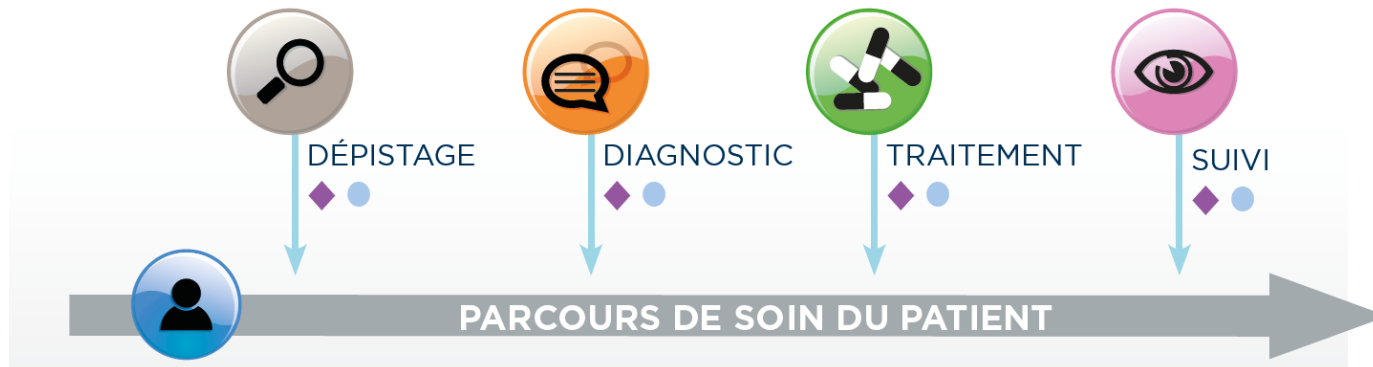 DÉPISTAGE
DIAGNOSTIC
TRAITEMENT
SUIVI
PARCOURS DE SOIN DU PATIENT